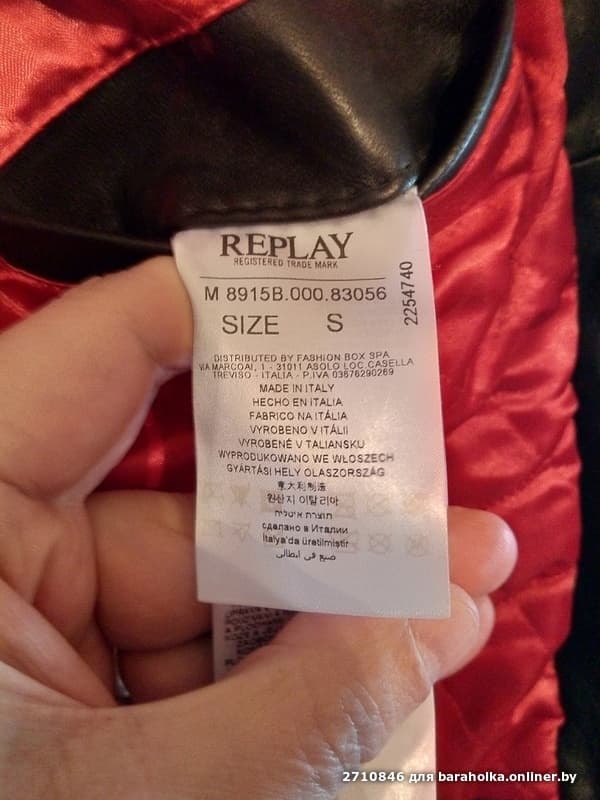 REPLAY
REGISTERED TRADE MARK
M 8915B.000.83056
SIZE S
2254740
DISTRIBUTED BY FASHION BOX SPA
VIA MARCOAI, 1 - 31011 ASOLO LOC CASELLA
TREVISO - ITALIA - P.IVA 03676290269
MADE IN ITALY
HECHO EN ITALIA
FABRICO NA ITÁLIA
VYROBENO V ITÁLII
VYROBENÉ V TALIANSKU
WYPRODUKOWANO WE WŁOSZECH
GYÁRTÁSI HELY OLASZORSZÁG
意大利制造
원산지 이탈리아
תוצרת איטליה
сделано в Италии
İtalya'da üretilmiştir
صنع في ايطالي
2710846 для baraholka.onliner.by